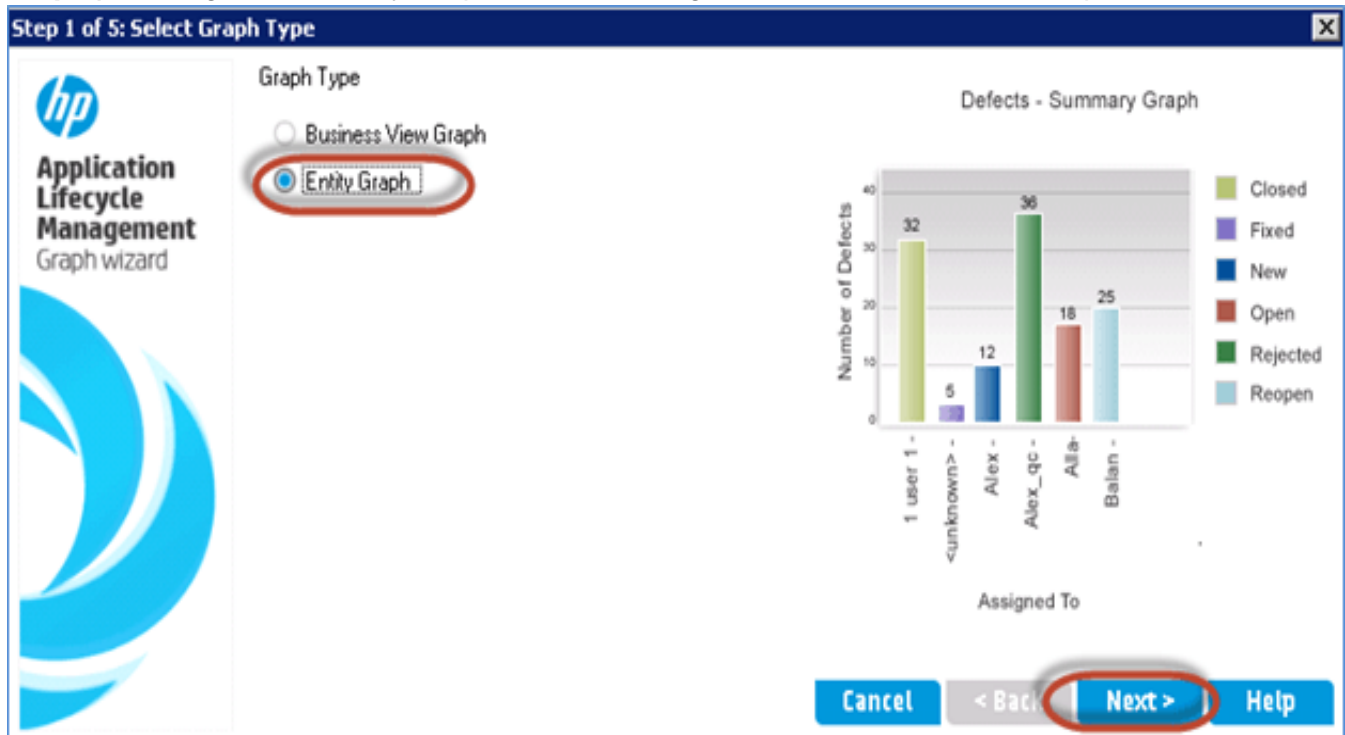 Step 1 of 5: Select Graph Type
X
hp
Application
Lifecycle
Management
Graph wizard
Graph Type
Business View Graph
Entity Graph
Defects - Summary Graph
Number of Defects
40
30
20
10
0
32
5
12
36
18
25
1 user 1 -
<unknown> -
Alex -
Alex_qc -
Alla-
Balan -
Assigned To
Closed
Fixed
New
Open
Rejected
Reopen
Cancel
< Bac
Next >
Help